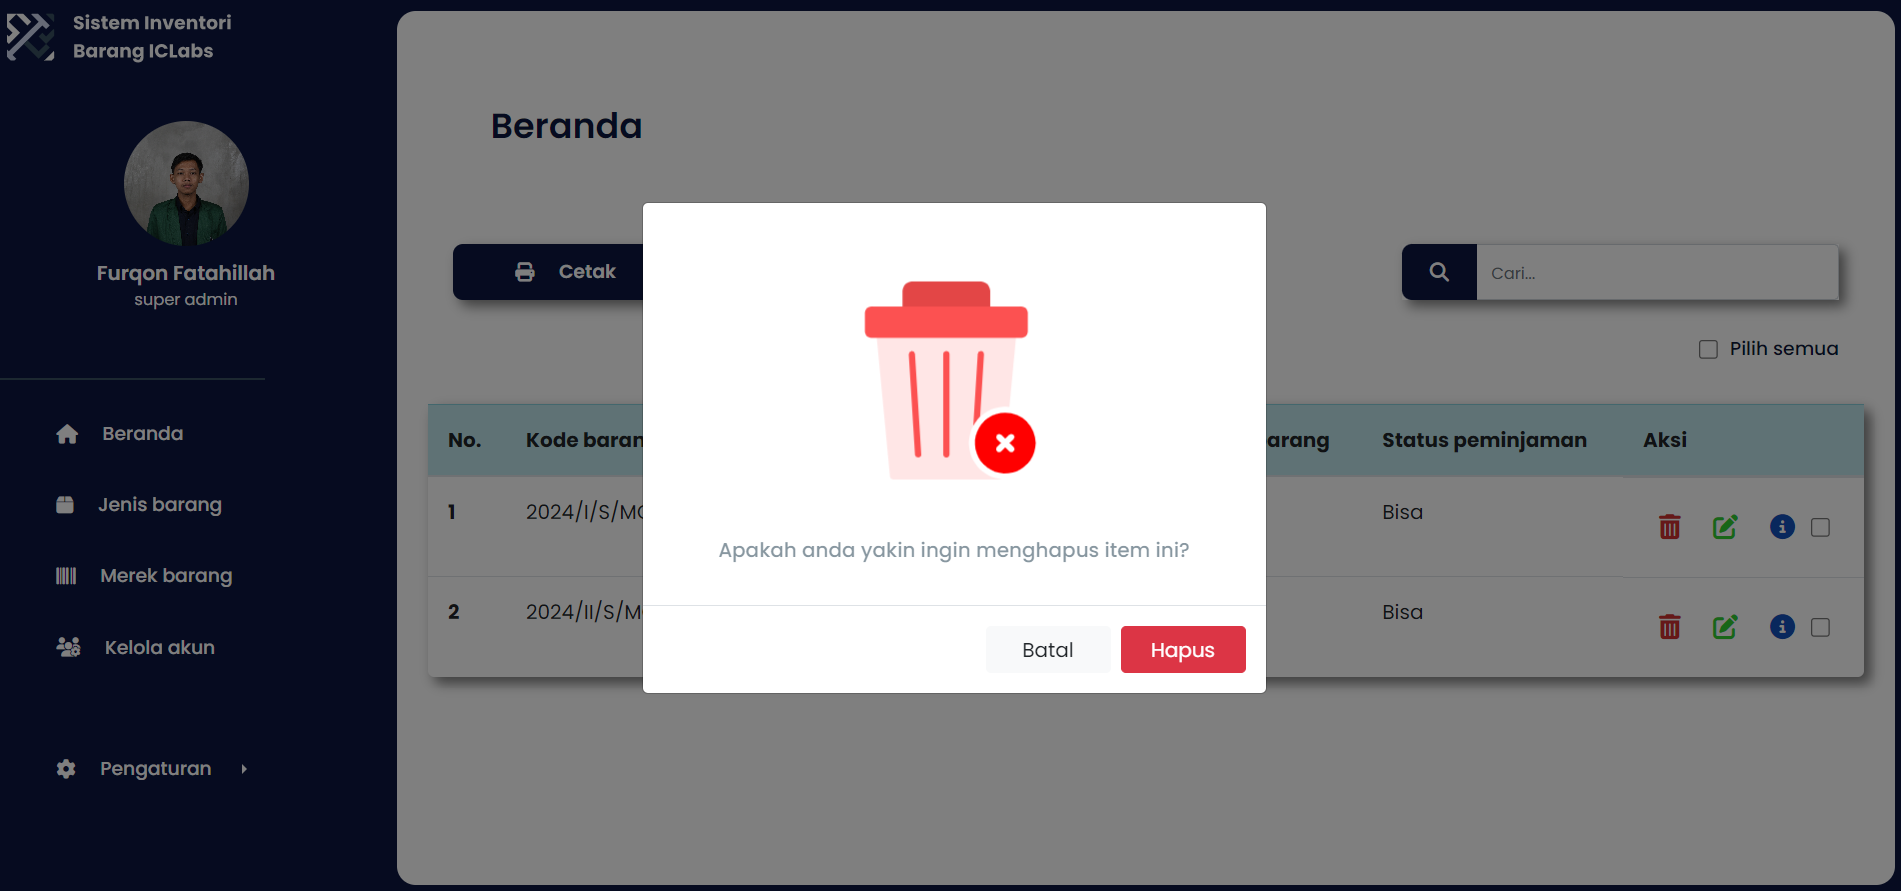 Sistem Inventori
Barang ICLabs
Furqon Fatahillah
super admin
Beranda
Jenis barang
Merek barang
Kelola akun
Pengaturan
Beranda
Cetak
Cari...
Pilih semua
No. Kode baran arang Status peminjaman Aksi
1 2024/I/S/M Bisa
2 2024/II/S/M Bisa
Apakah anda yakin ingin menghapus item ini?
Batal Hapus